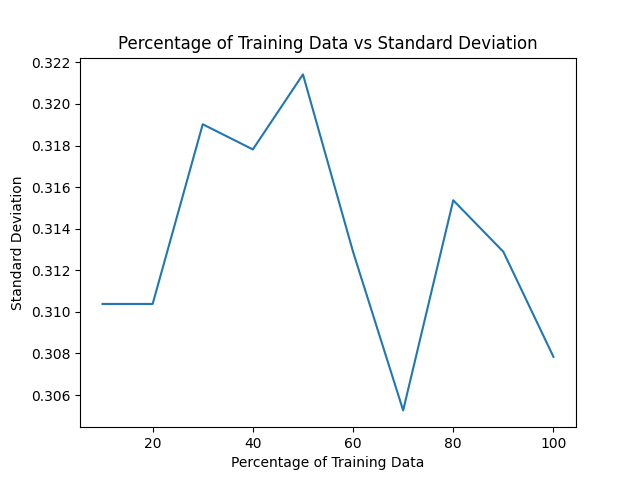 Percentage of Training Data vs Standard Deviation
0.322
0.320
0.318
0.316
0.314
0.312
0.310
0.308
0.306
Standard Deviation
20 40 60 80 100
Percentage of Training Data